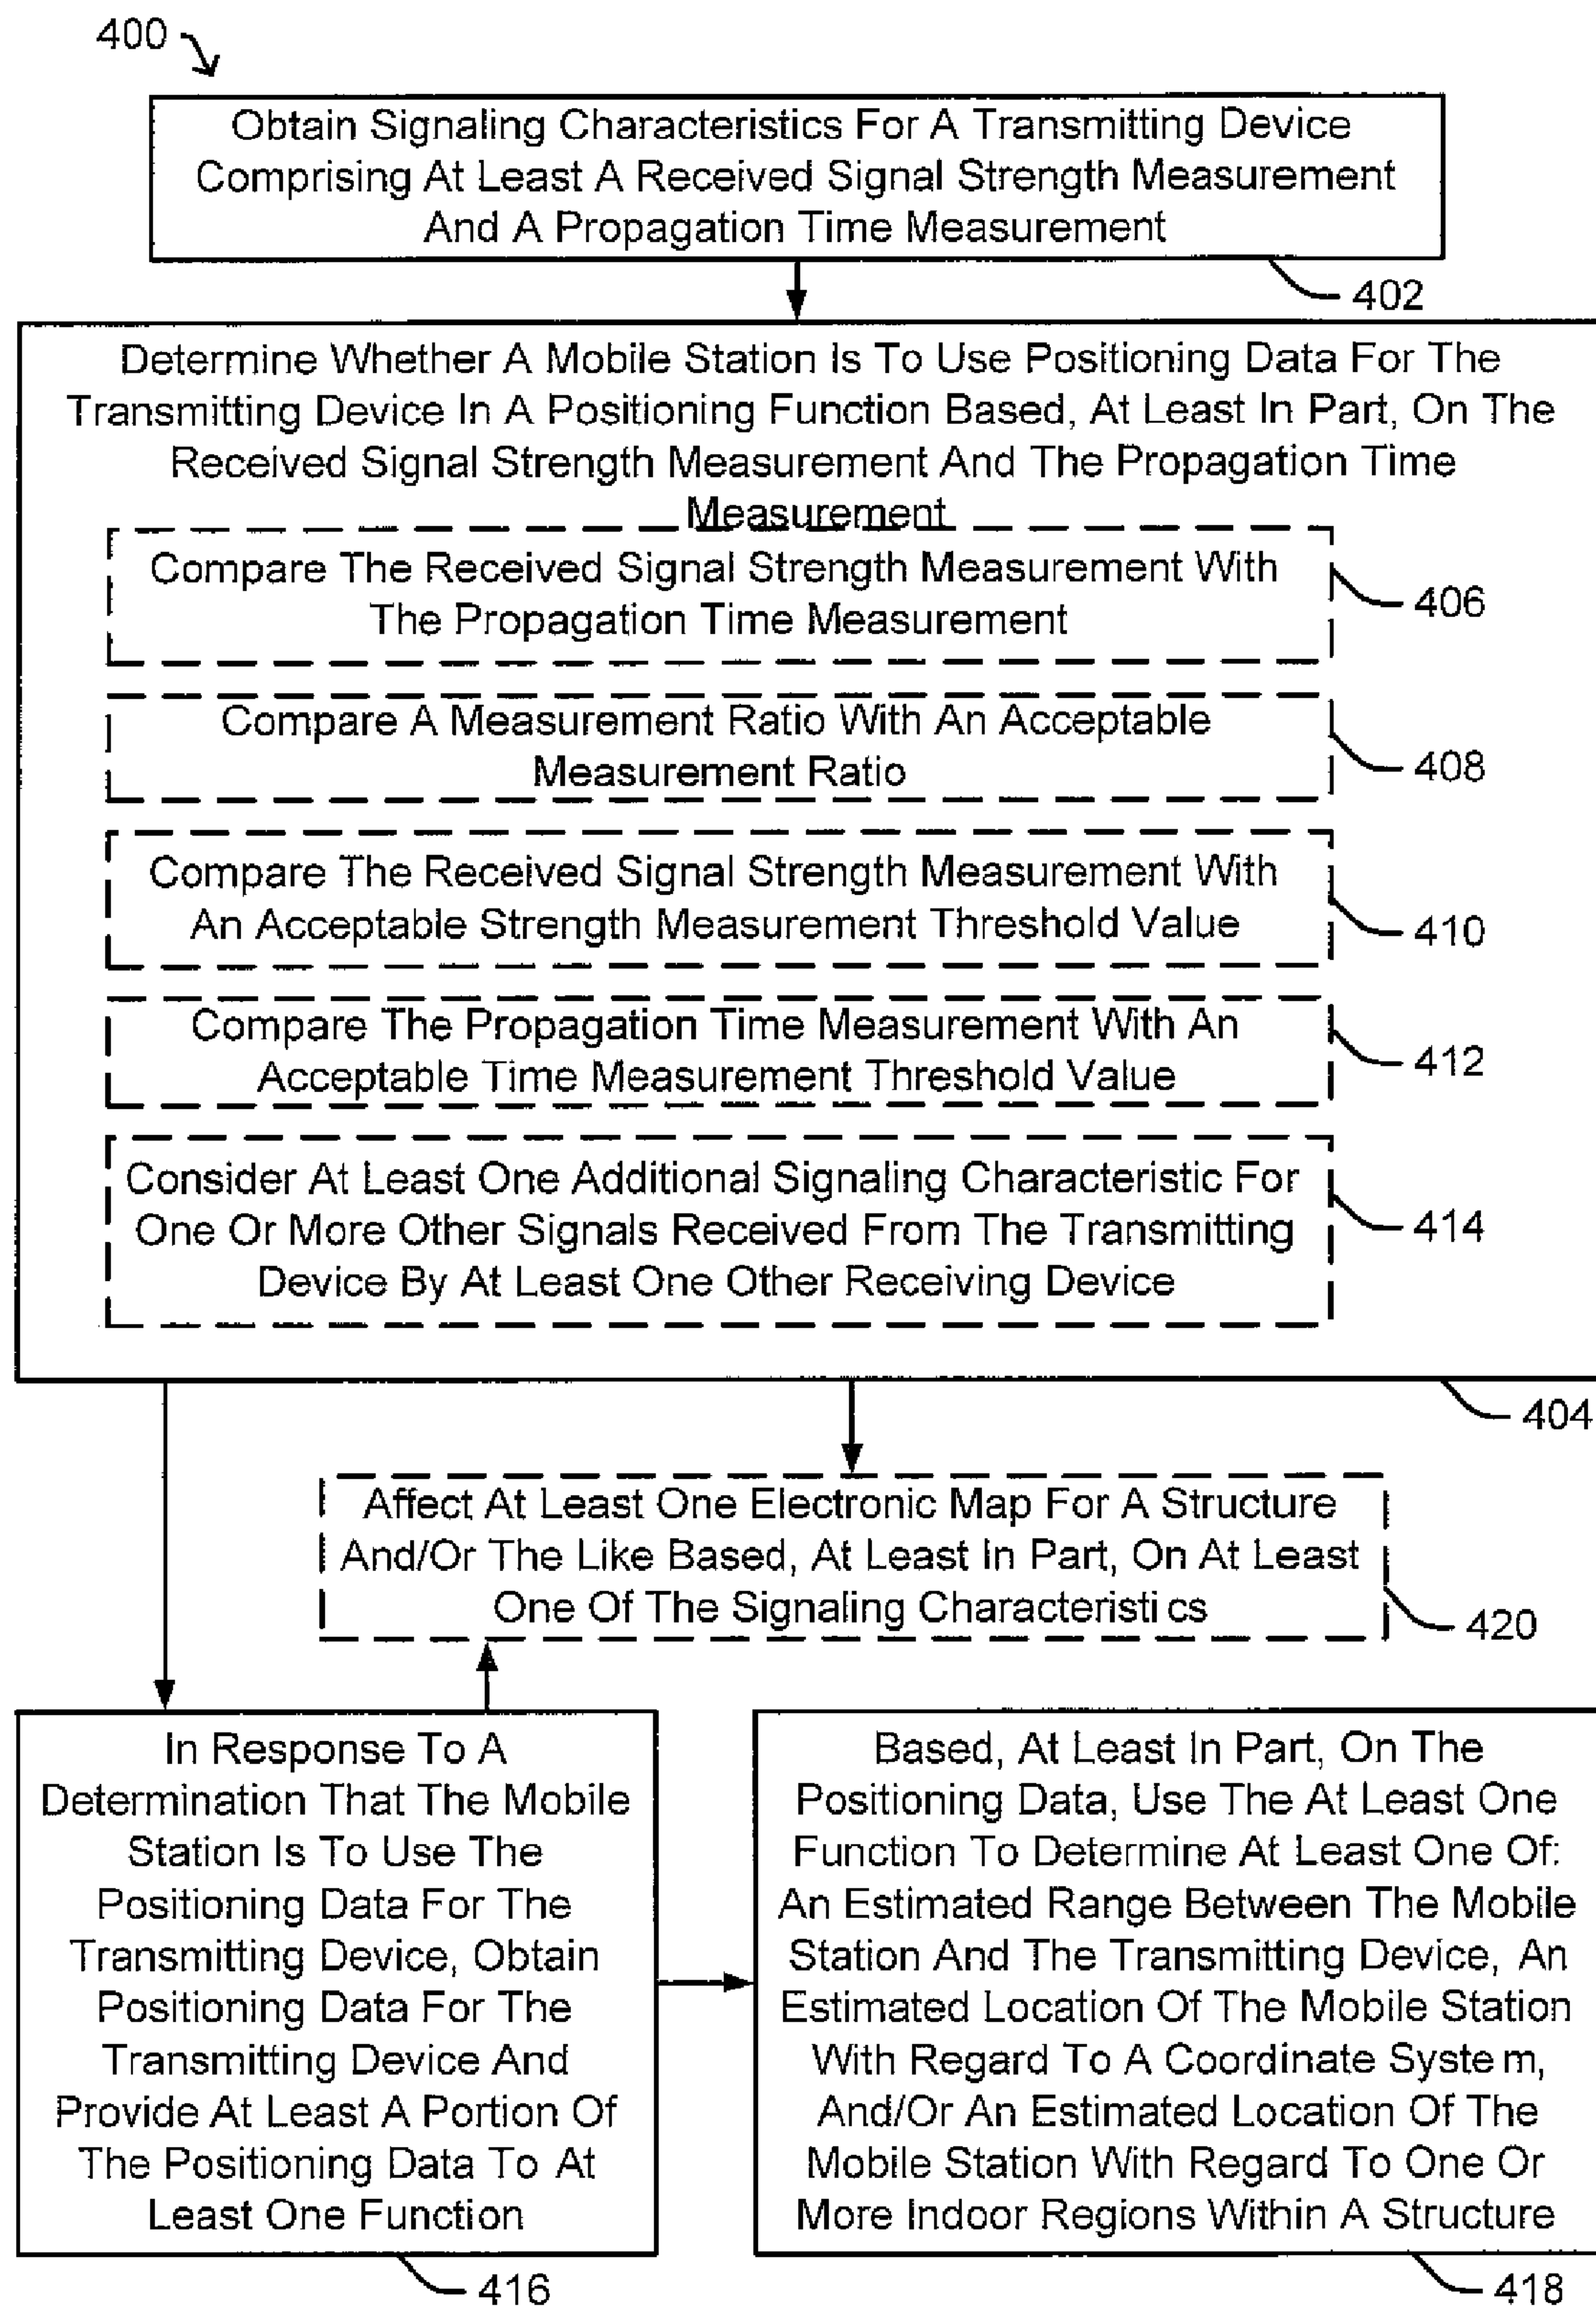 400
Obtain Signaling Characteristics For A Transmitting Device
Comprising At Least A Received Signal Strength Measurement
And A Propagation Time Measurement
402
Determine Whether A Mobile Station Is To Use Positioning Data For The
Transmitting Device In A Positioning Function Based, At Least In Part, On The
Received Signal Strength Measurement And The Propagation Time
Measurement
Compare The Received Signal Strength Measurement With
The Propagation Time Measurement
406
Compare A Measurement Ratio With An Acceptable
Measurement Ratio
408
Compare The Received Signal Strength Measurement With
An Acceptable Strength Measurement Threshold Value
410
Compare The Propagation Time Measurement With An
Acceptable Time Measurement Threshold Value
412
Consider At Least One Additional Signaling Characteristic For
One Or More Other Signals Received From The Transmitting
Device By At Least One Other Receiving Device
414
404
Affect At Least One Electronic Map For A Structure
And/Or The Like Based, At Least In Part, On At Least
One Of The Signaling Characteristics
420
In Response To A
Determination That The Mobile
Station Is To Use The
Positioning Data For The
Transmitting Device, Obtain
Positioning Data For The
Transmitting Device And
Provide At Least A Portion Of
The Positioning Data To At
Least One Function
416
Based, At Least In Part, On The
Positioning Data, Use The At Least One
Function To Determine At Least One Of:
An Estimated Range Between The Mobile
Station And The Transmitting Device, An
Estimated Location Of The Mobile Station
With Regard To A Coordinate System,
And/Or An Estimated Location Of The
Mobile Station With Regard To One Or
More Indoor Regions Within A Structure
418